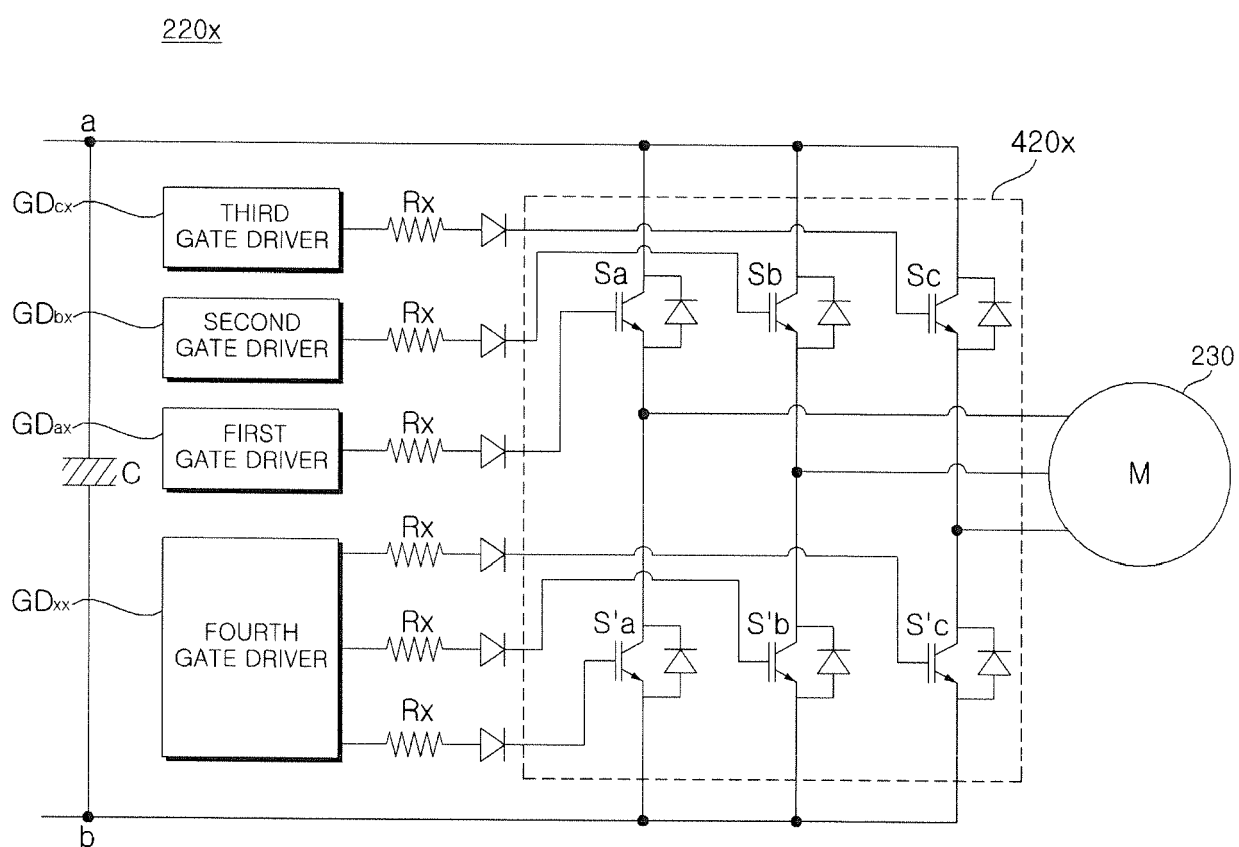 220x
a
420x
GDcx
THIRD
GATE DRIVER
Rx
Sa
Sb
Sc
GDbx
SECOND
GATE DRIVER
Rx
230
GDax
FIRST
GATE DRIVER
Rx
C
M
Rx
GDxx
FOURTH
GATE DRIVER
Rx
S'a
S'b
S'c
Rx
b